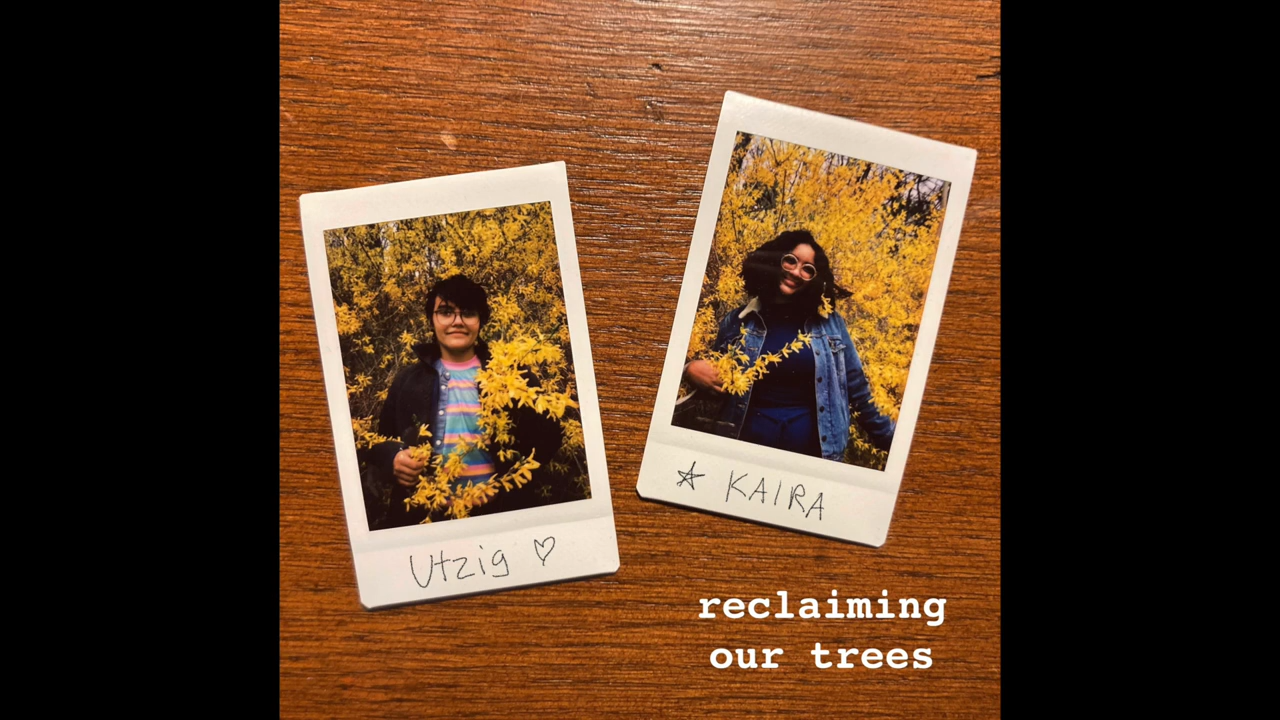 Utzig ♡
☆ KAIRA
reclaiming
our trees